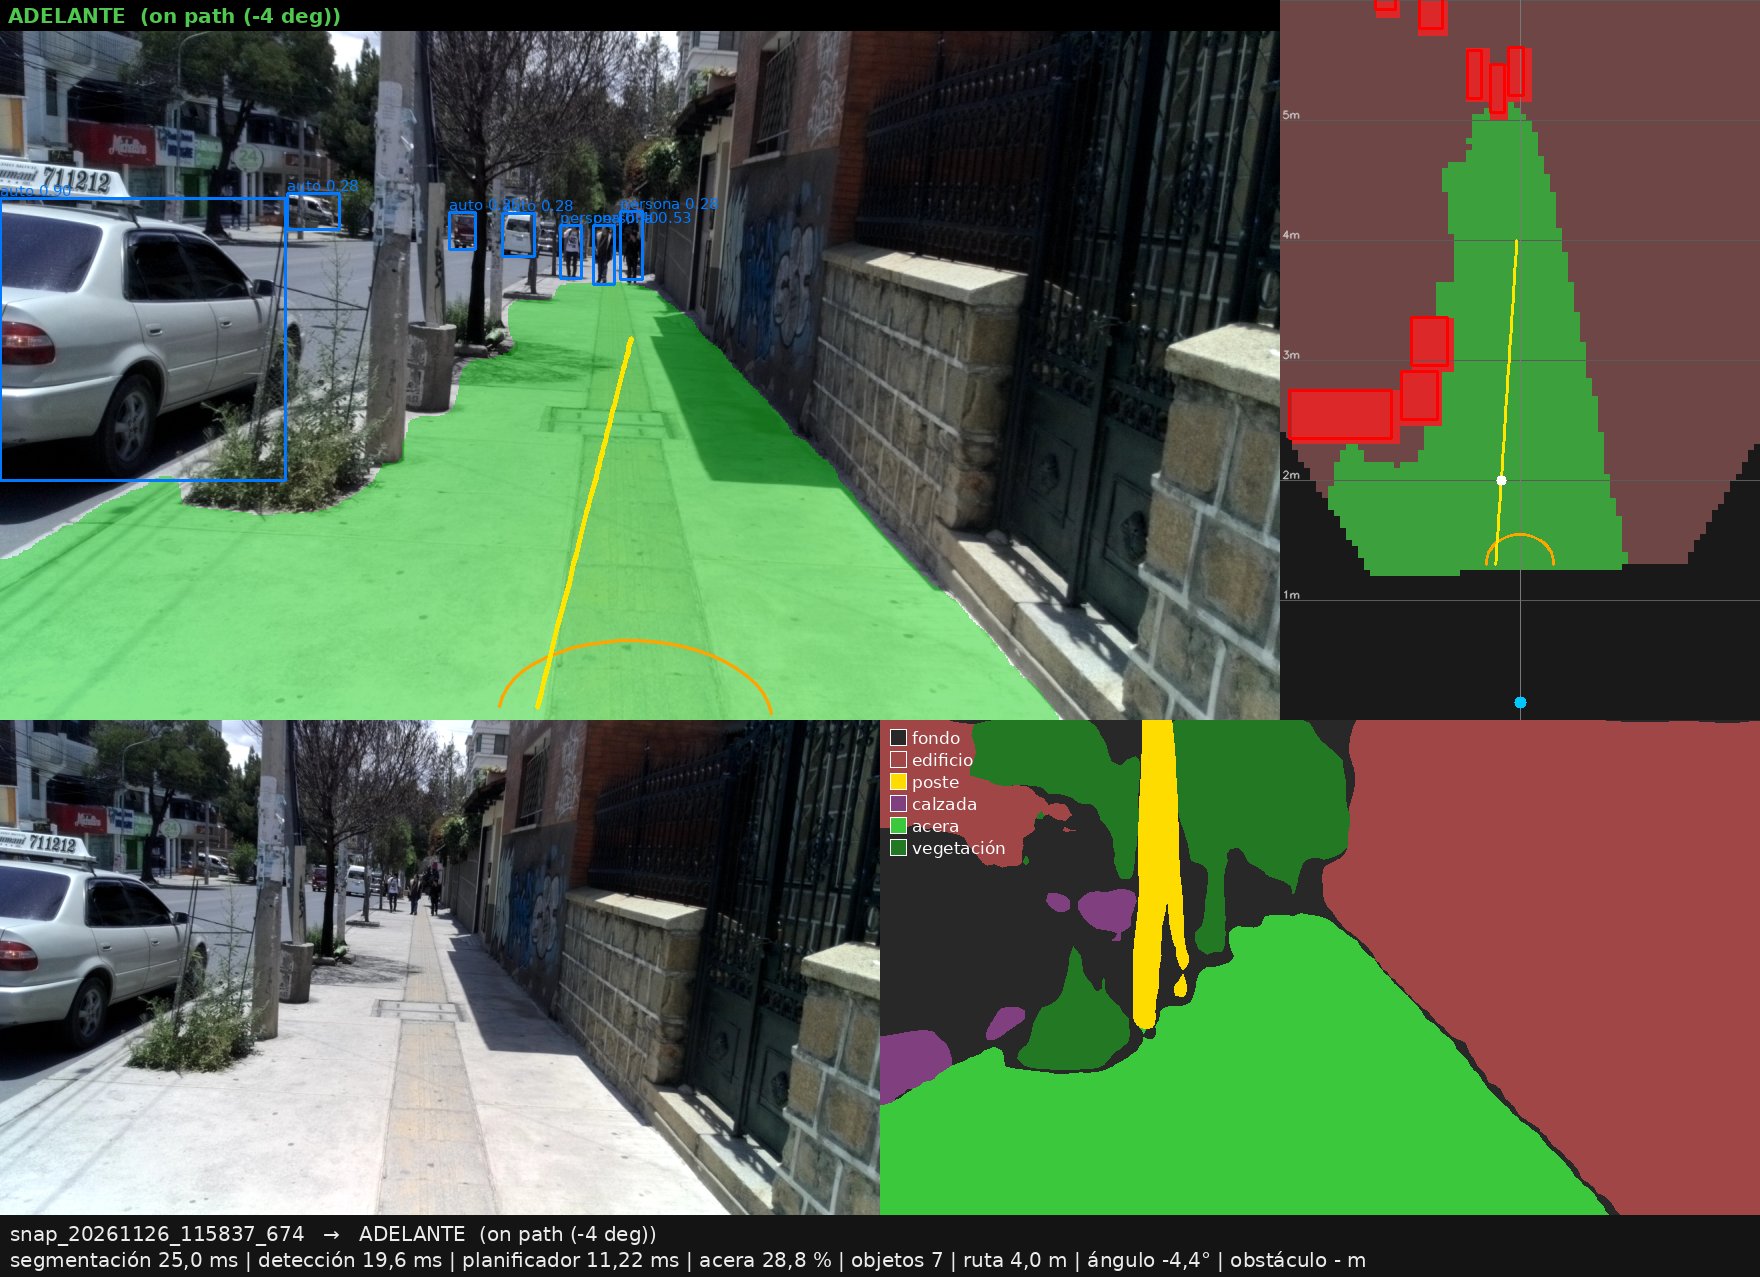 ADELANTE (on path (-4 deg))
711212
auto 0.90
auto 0.28
auto 0.28
persona 0.28
0.53
24
5m
4m
3m
2m
1m
711212
24
fondo
edificio
poste
calzada
acera
vegetación
snap_20261126_115837_674 → ADELANTE (on path (-4 deg))
segmentación 25,0 ms | detección 19,6 ms | planificador 11,22 ms | acera 28,8 % | objetos 7 | ruta 4,0 m | ángulo -4,4° | obstáculo - m